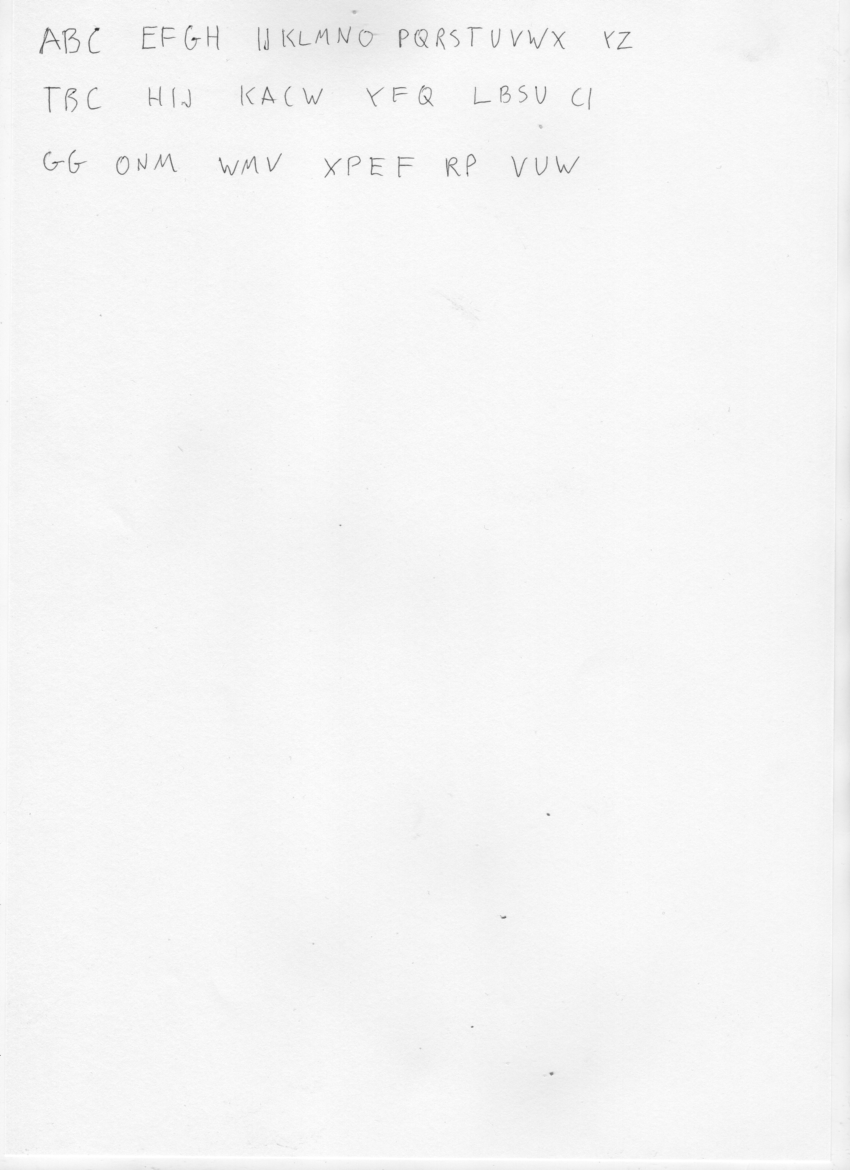 ABC EFGH IJKLMNO PQRSTUVWX YZ
TBC HIJ KACW YFQ LBSU CI
GG ONM WMV XPEF RP VUW